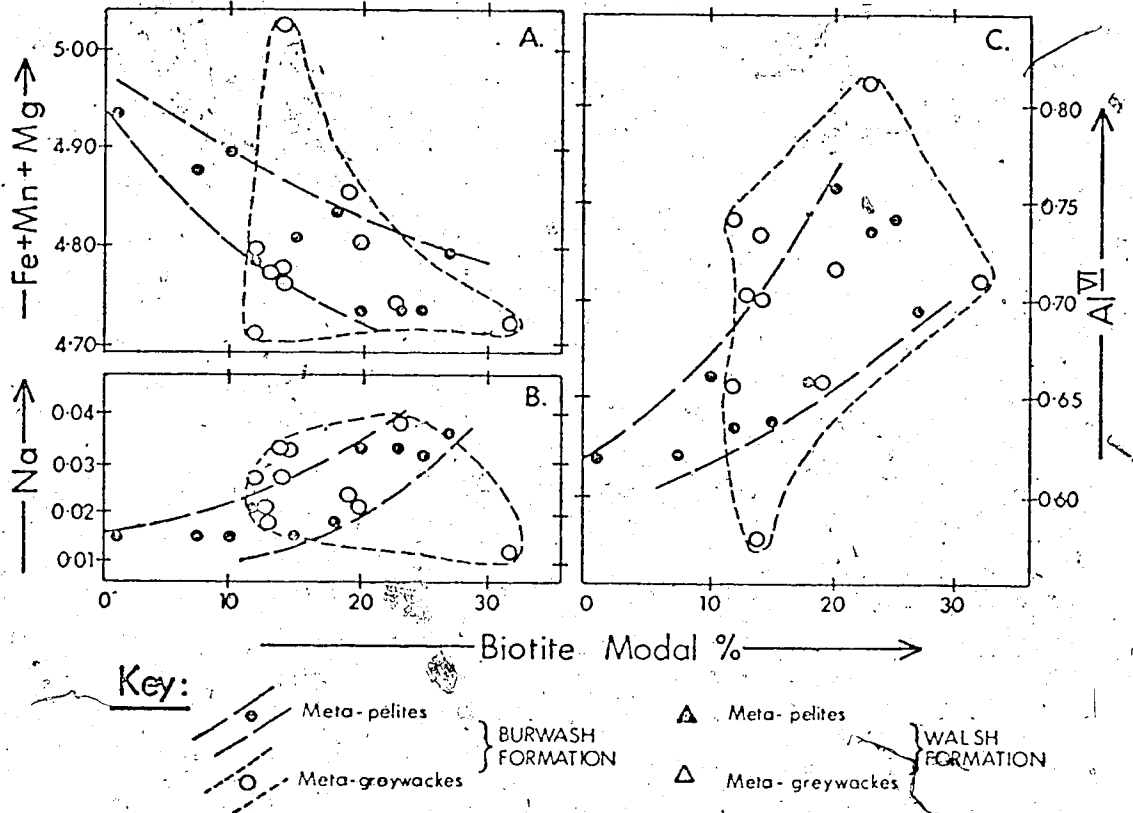 A.
Fe+Mn+Mg
5·00
4·90
4·80
4·70
B.
Na
0·04
0·03
0·02
0·01
0 10 20 30
C.
Al VI
0·80
0·75
0·70
0·65
0·60
0 10 20 30
Biotite Modal %
Key:
Meta-pelites
Meta-greywackes
BURWASH
FORMATION
Meta-pelites
Meta-greywackes
WALSH
FORMATION